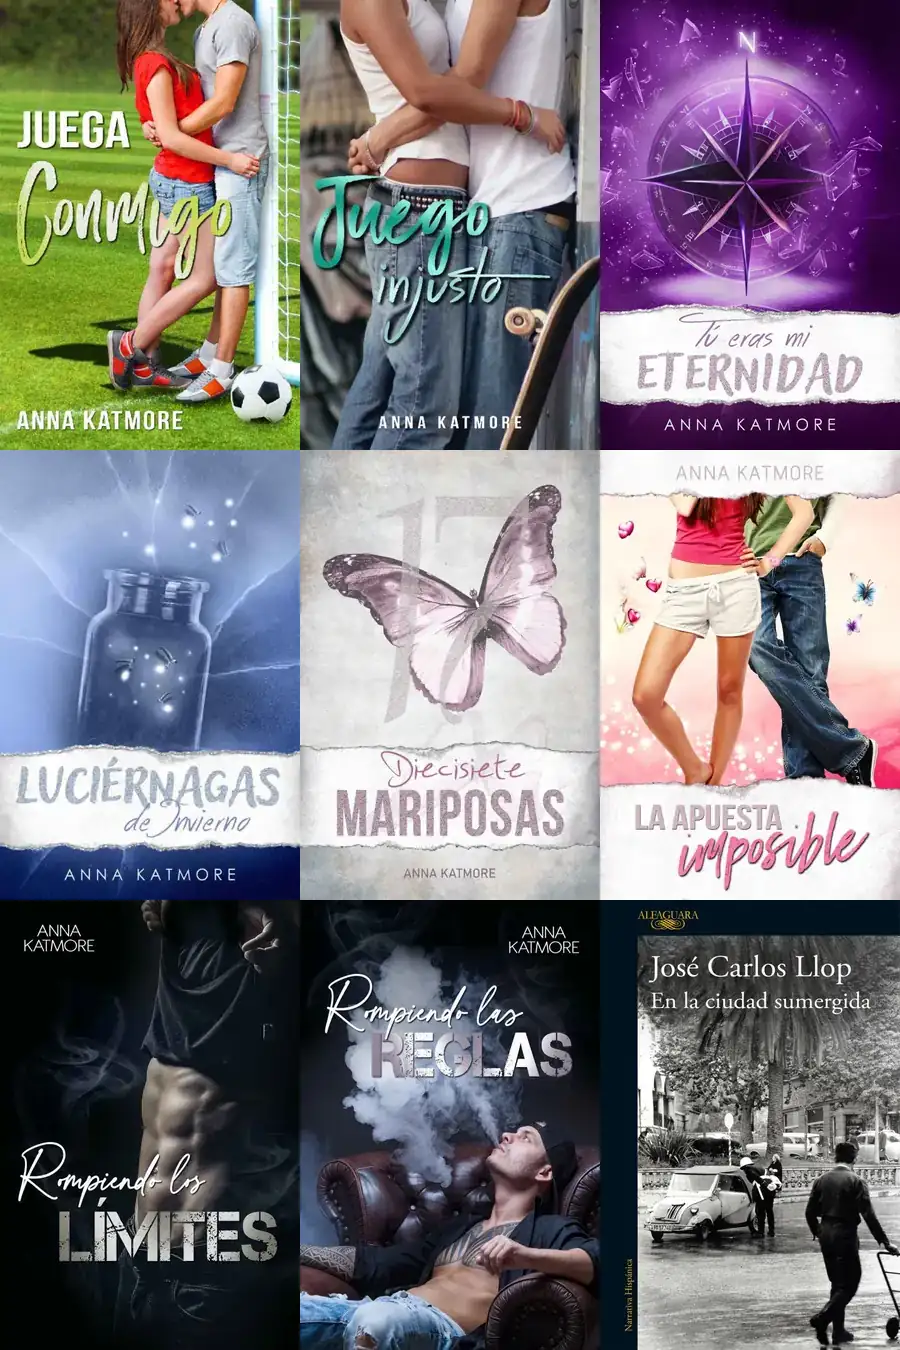 JUEGA
Conmigo
ANNA KATMORE
Juego
injusto
ANNA KATMORE
N
Tú eras mi
ETERNIDAD
ANNA KATMORE
LUCIÉRNAGAS
de Invierno
ANNA KATMORE
17
Diecisiete
MARIPOSAS
ANNA KATMORE
ANNA KATMORE
LA APUESTA
imposible
ANNA
KATMORE
Rompiendo los
LÍMITES
ANNA
KATMORE
Rompiendo las
REGLAS
ALFAGUARA
José Carlos Llop
En la ciudad sumergida
Narrativa Hispánica